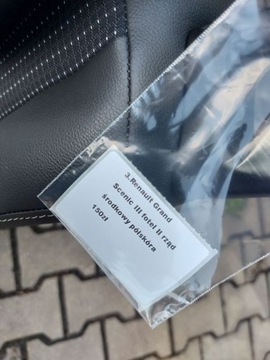 3.Renault Grand
Scenic III fotel II rząd
środkowy półskóra
150zł